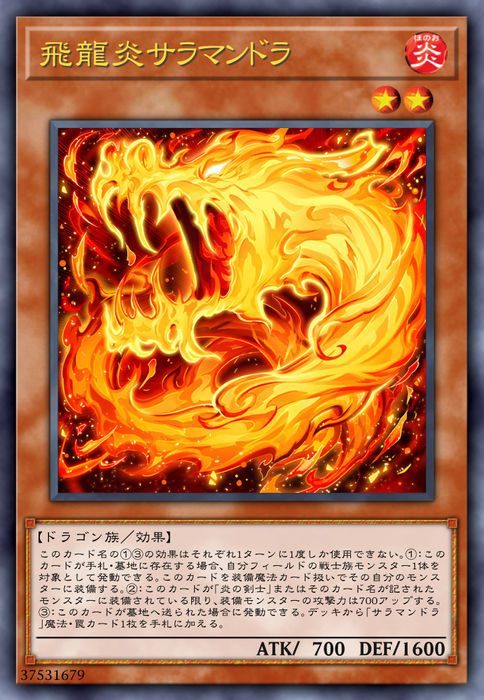 飛龍炎サラマンドラ
ほのお
炎
【ドラゴン族／効果】
このカード名の①③の効果はそれぞれ1ターンに1度しか使用できない。①：この
カードが手札・墓地に存在する場合、自分フィールドの戦士族モンスター1体を
対象として発動できる。このカードを装備魔法カード扱いでその自分のモンス
ターに装備する。②：このカードが「炎の剣士」またはそのカード名が記された
モンスターに装備されている限り、装備モンスターの攻撃力は700アップする。
③：このカードが墓地へ送られた場合に発動できる。デッキから「サラマンドラ」
魔法・罠カード1枚を手札に加える。
ATK/ 700 DEF/1600
37531679